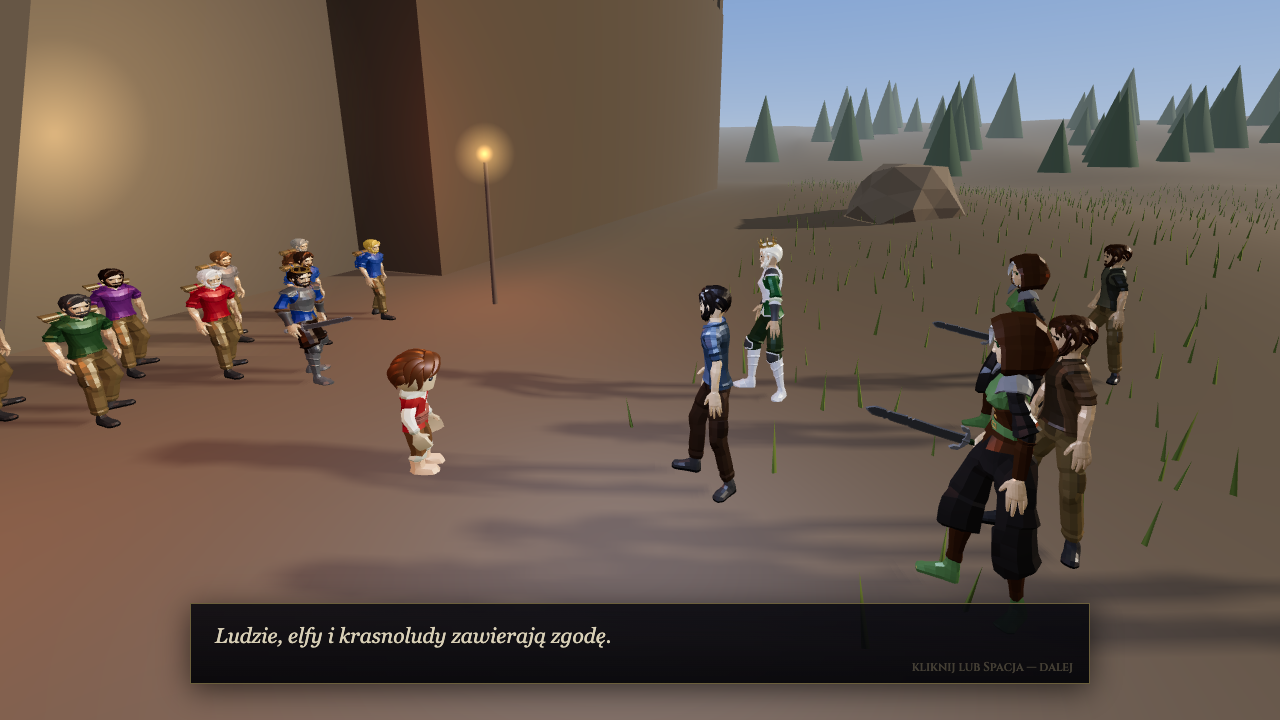 Ludzie, elfy i krasnoludy zawierają zgodę.
KLIKNIJ LUB SPACJA — DALEJ